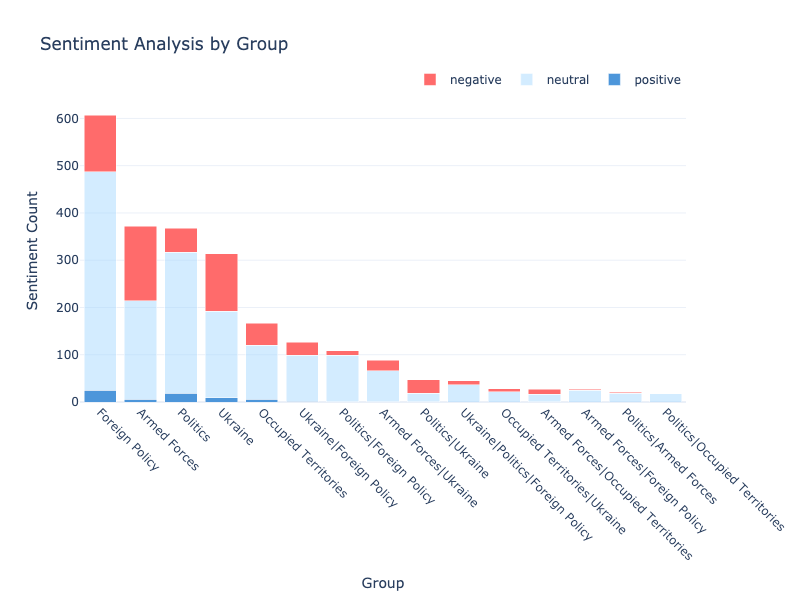 Sentiment Analysis by Group
negative neutral positive
Sentiment Count
600
500
400
300
200
100
0
Foreign Policy
Armed Forces
Politics
Ukraine
Occupied Territories
Ukraine|Foreign Policy
Politics|Foreign Policy
Armed Forces|Ukraine
Politics|Ukraine
Ukraine|Politics|Foreign Policy
Occupied Territories|Ukraine
Armed Forces|Occupied Territories
Armed Forces|Foreign Policy
Politics|Armed Forces
Politics|Occupied Territories
Group